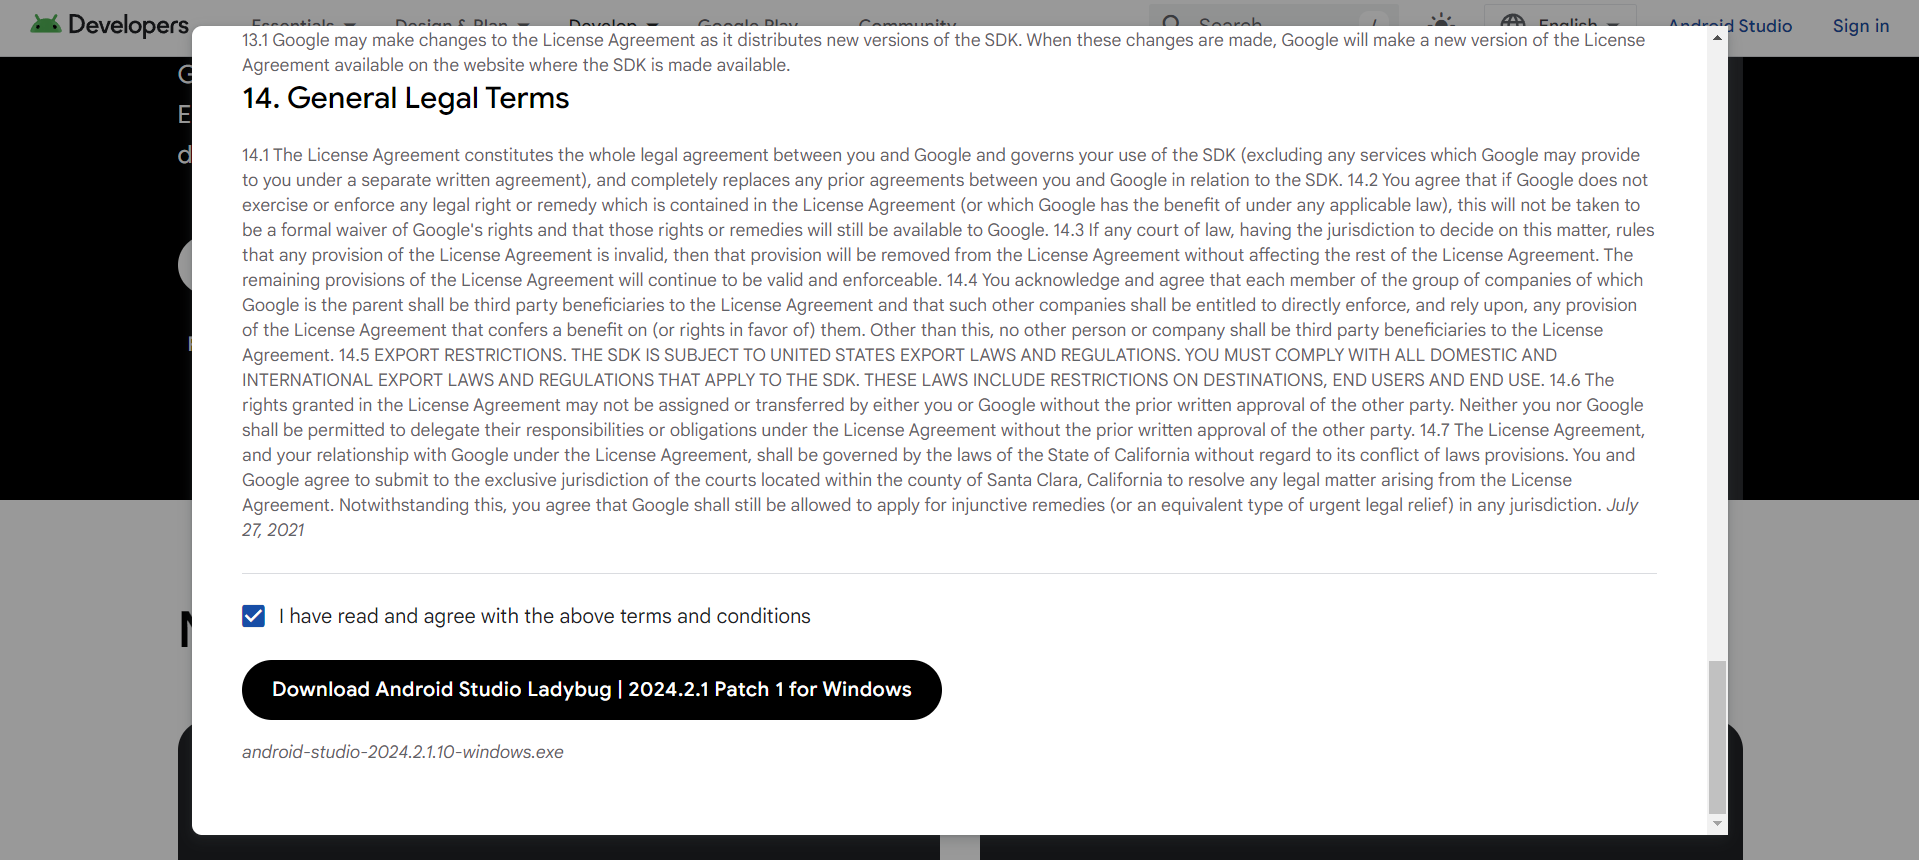 Developers Essentials Design & Plan Develop Google Play Community Search / English Android Studio Sign in
13.1 Google may make changes to the License Agreement as it distributes new versions of the SDK. When these changes are made, Google will make a new version of the License
Agreement available on the website where the SDK is made available.
14. General Legal Terms
14.1 The License Agreement constitutes the whole legal agreement between you and Google and governs your use of the SDK (excluding any services which Google may provide
to you under a separate written agreement), and completely replaces any prior agreements between you and Google in relation to the SDK. 14.2 You agree that if Google does not
exercise or enforce any legal right or remedy which is contained in the License Agreement (or which Google has the benefit of under any applicable law), this will not be taken to
be a formal waiver of Google's rights and that those rights or remedies will still be available to Google. 14.3 If any court of law, having the jurisdiction to decide on this matter, rules
that any provision of the License Agreement is invalid, then that provision will be removed from the License Agreement without affecting the rest of the License Agreement. The
remaining provisions of the License Agreement will continue to be valid and enforceable. 14.4 You acknowledge and agree that each member of the group of companies of which
Google is the parent shall be third party beneficiaries to the License Agreement and that such other companies shall be entitled to directly enforce, and rely upon, any provision
of the License Agreement that confers a benefit on (or rights in favor of) them. Other than this, no other person or company shall be third party beneficiaries to the License
Agreement. 14.5 EXPORT RESTRICTIONS. THE SDK IS SUBJECT TO UNITED STATES EXPORT LAWS AND REGULATIONS. YOU MUST COMPLY WITH ALL DOMESTIC AND
INTERNATIONAL EXPORT LAWS AND REGULATIONS THAT APPLY TO THE SDK. THESE LAWS INCLUDE RESTRICTIONS ON DESTINATIONS, END USERS AND END USE. 14.6 The
rights granted in the License Agreement may not be assigned or transferred by either you or Google without the prior written approval of the other party. Neither you nor Google
shall be permitted to delegate their responsibilities or obligations under the License Agreement without the prior written approval of the other party. 14.7 The License Agreement,
and your relationship with Google under the License Agreement, shall be governed by the laws of the State of California without regard to its conflict of laws provisions. You and
Google agree to submit to the exclusive jurisdiction of the courts located within the county of Santa Clara, California to resolve any legal matter arising from the License
Agreement. Notwithstanding this, you agree that Google shall still be allowed to apply for injunctive remedies (or an equivalent type of urgent legal relief) in any jurisdiction. July
27, 2021
I have read and agree with the above terms and conditions
Download Android Studio Ladybug | 2024.2.1 Patch 1 for Windows
android-studio-2024.2.1.10-windows.exe